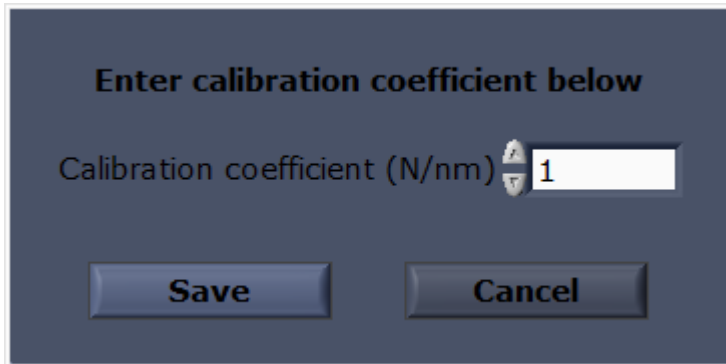 Enter calibration coefficient below
Calibration coefficient (N/nm) 1
Save Cancel